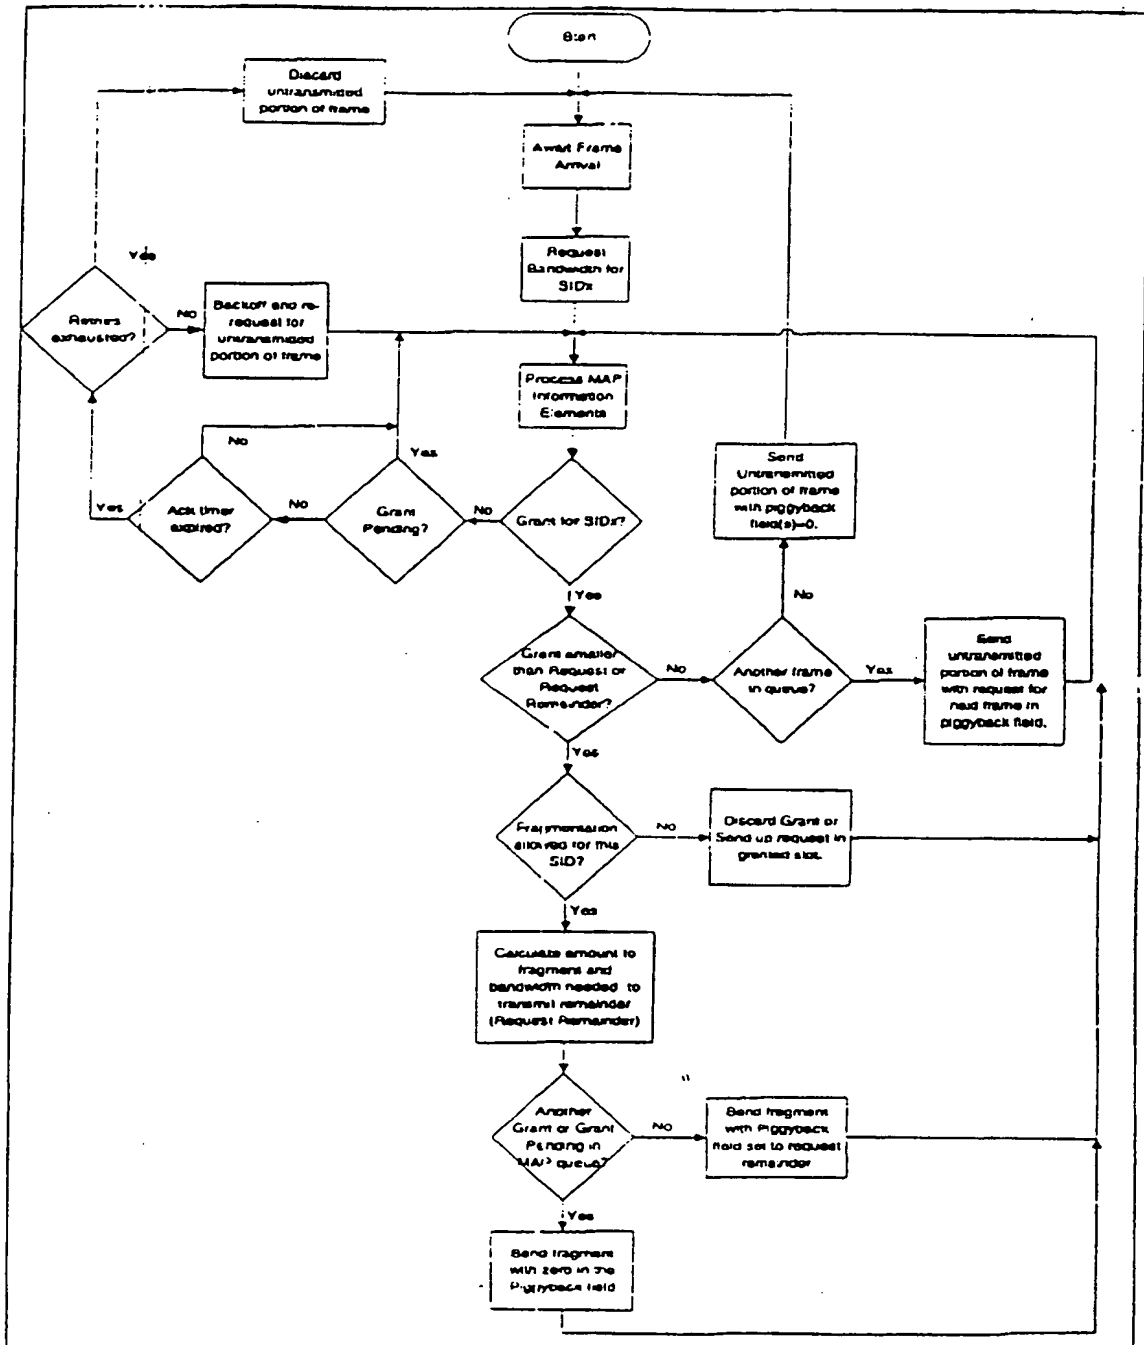 Start
Discard
untransmitted
portion of frame
Await Frame
Arrival
Request
Bandwidth for
SIDx
Yes
Retries
exhausted?
No
Backoff and re-
request for
untransmitted
portion of frame
Process MAP
Information
Elements
No
Yes
Send
Untransmitted
portion of frame
with piggyback
field(s)=0.
Yes
Ack timer
expired?
No
Grant
Pending?
No
Grant for SIDx?
Yes
No
Grant smaller
than Request or
Request
Remainder?
No
Another frame
in queue?
Yes
Send
untransmitted
portion of frame
with request for
next frame in
piggyback field.
Yes
Fragmentation
allowed for this
SID?
No
Discard Grant or
Send up request in
granted slot.
Yes
Calculate amount to
fragment and
bandwidth needed to
transmit remainder
(Request Remainder)
Another
Grant or Grant
Pending in
MAP queue?
No
Send fragment
with Piggyback
field set to request
remainder
Yes
Send fragment
with zero in the
Piggyback field